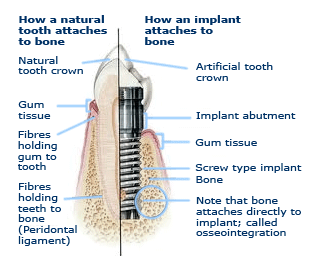 How a natural
tooth attaches
to bone
Natural
tooth crown
Gum
tissue
Fibres
holding
gum to
tooth
Fibres
holding
teeth to
bone
(Peridontal
ligament)
How an implant
attaches to
bone
Artificial tooth
crown
Implant abutment
Gum tissue
Screw type implant
Bone
Note that bone
attaches directly to
implant; called
osseointegration